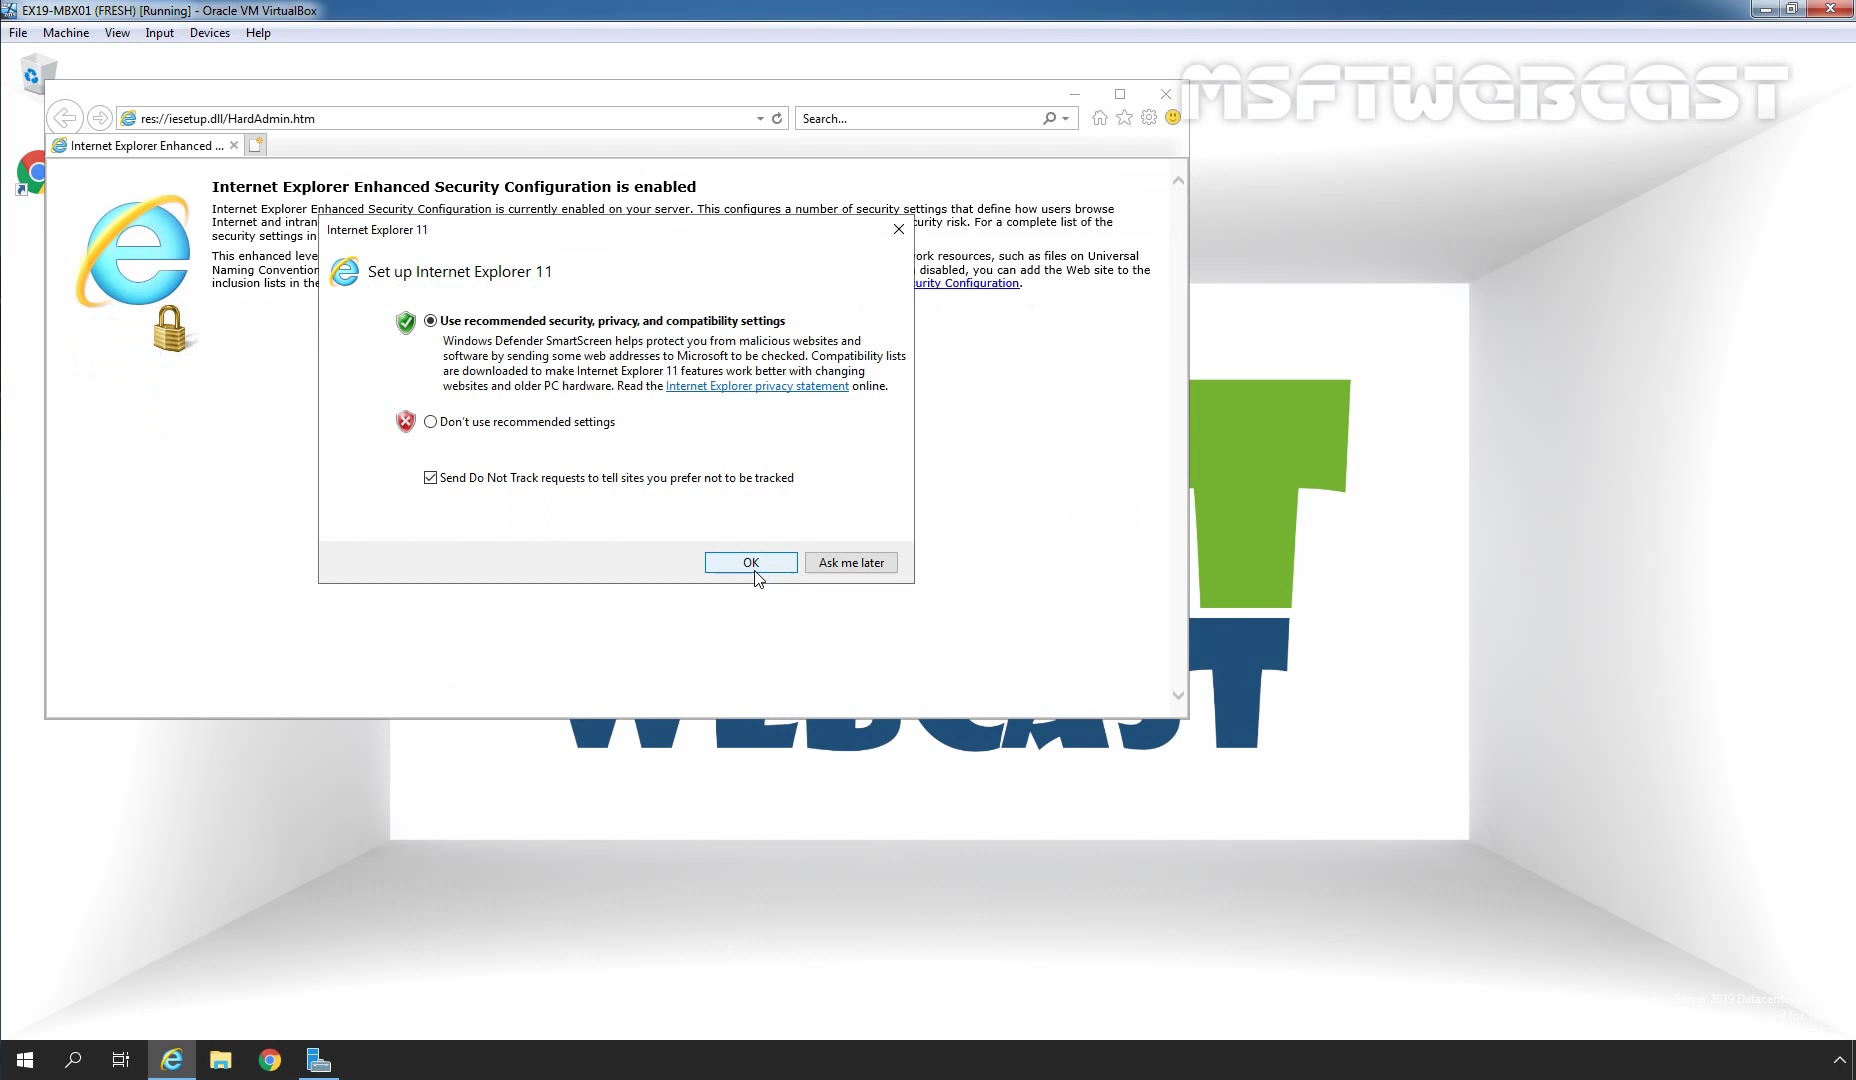 EX19-MBX01 (FRESH) [Running] - Oracle VM VirtualBox
File Machine View Input Devices Help
MSFTWEBCAST
res://iesetup.dll/HardAdmin.htm
Search...
Internet Explorer Enhanced ...
Internet Explorer Enhanced Security Configuration is enabled
Internet Explorer Enhanced Security Configuration is currently enabled on your server. This configures a number of security settings that define how users browse
Internet and intran
curity risk. For a complete list of the
security settings in
This enhanced leve
ork resources, such as files on Universal
Naming Convention
disabled, you can add the Web site to the
inclusion lists in the
curity Configuration.
Internet Explorer 11
Set up Internet Explorer 11
Use recommended security, privacy, and compatibility settings
Windows Defender SmartScreen helps protect you from malicious websites and
software by sending some web addresses to Microsoft to be checked. Compatibility lists
are downloaded to make Internet Explorer 11 features work better with changing
websites and older PC hardware. Read the Internet Explorer privacy statement online.
Don't use recommended settings
Send Do Not Track requests to tell sites you prefer not to be tracked
OK
Ask me later
T
WEBCAST
2019 Datacenter